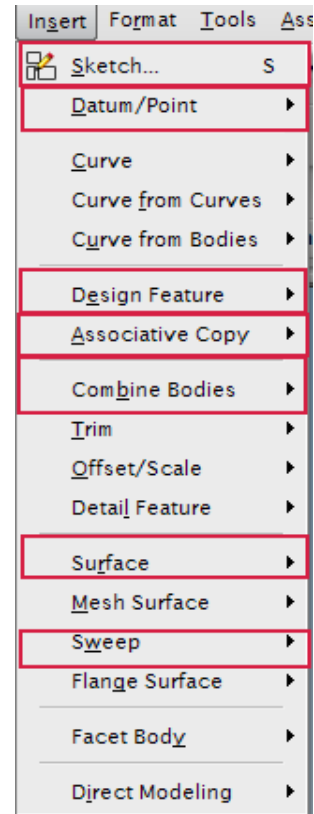 Insert Format Tools Ass
Sketch... S
Datum/Point
Curve
Curve from Curves
Curve from Bodies
Design Feature
Associative Copy
Combine Bodies
Trim
Offset/Scale
Detail Feature
Surface
Mesh Surface
Sweep
Flange Surface
Facet Body
Direct Modeling